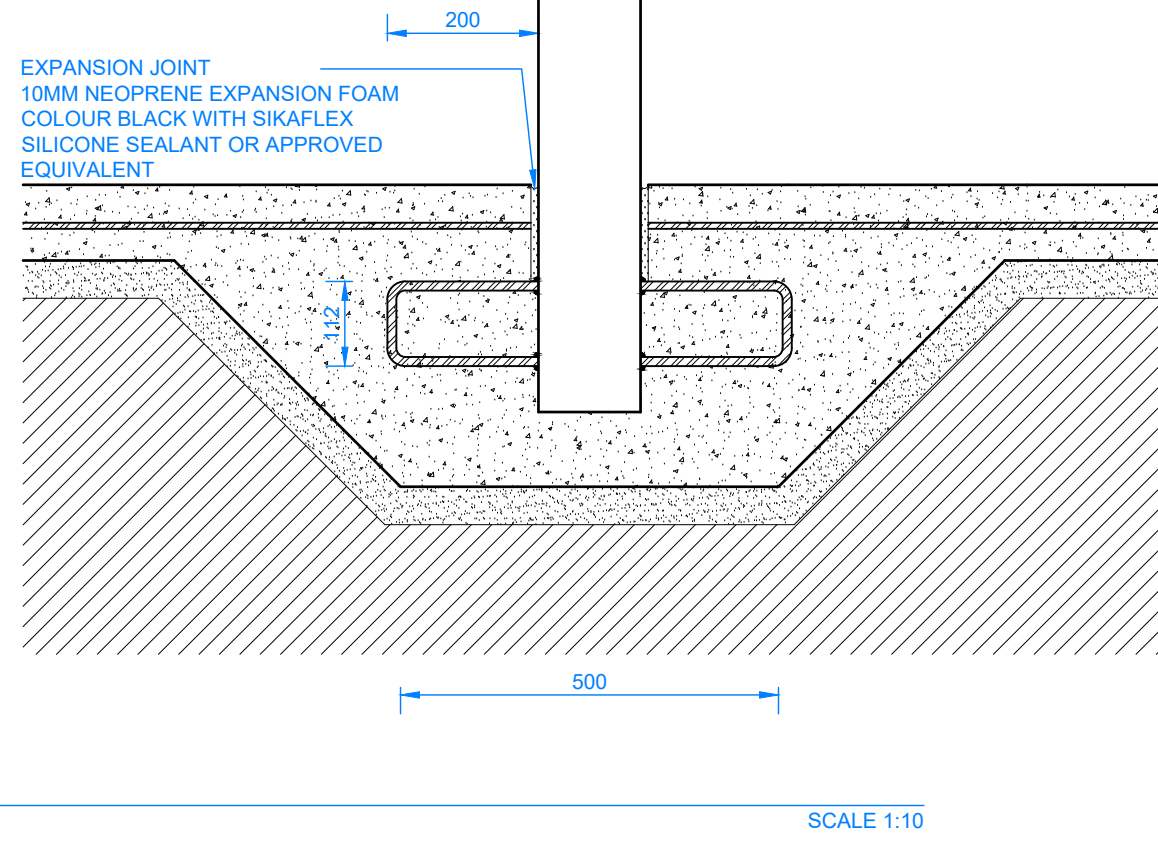 200
EXPANSION JOINT
10MM NEOPRENE EXPANSION FOAM
COLOUR BLACK WITH SIKAFLEX
SILICONE SEALANT OR APPROVED
EQUIVALENT
112
500
SCALE 1:10